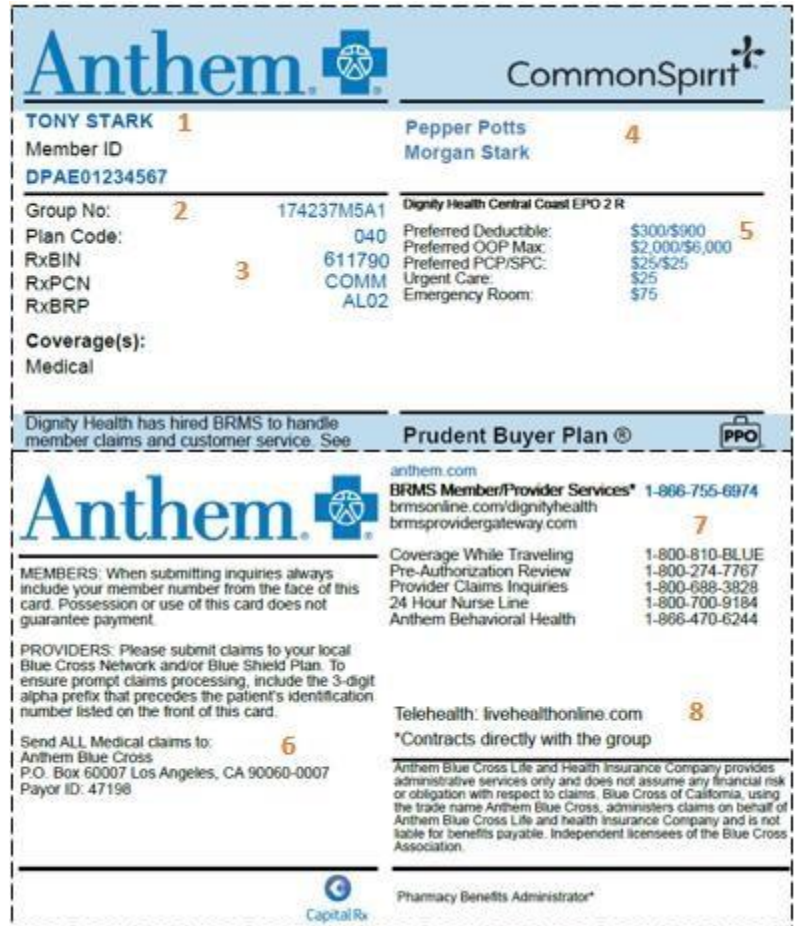 Anthem.
CommonSpirit
TONY STARK 1
Member ID
DPAE01234567
Pepper Potts
Morgan Stark
4
Group No: 2 174237M5A1
Plan Code: 040
RxBIN 611790
3
RxPCN COMM
RxBRP AL02
Coverage(s):
Medical
Dignity Health Central Coast EPO 2 R
Preferred Deductible: $300/$900 5
Preferred OOP Max: $2,000/$6,000
Preferred PCP/SPC: $25/$25
Urgent Care: $25
Emergency Room: $75
Dignity Health has hired BRMS to handle
member claims and customer service. See
Prudent Buyer Plan ®
PPO
Anthem.
MEMBERS: When submitting inquiries always
include your member number from the face of this
card. Possession or use of this card does not
guarantee payment.
PROVIDERS: Please submit claims to your local
Blue Cross Network and/or Blue Shield Plan. To
ensure prompt claims processing, include the 3-digit
alpha prefix that precedes the patient's identification
number listed on the front of this card.
Send ALL Medical claims to: 6
Anthem Blue Cross
P.O. Box 60007 Los Angeles, CA 90060-0007
Payor ID: 47198
anthem.com
BRMS Member/Provider Services* 1-866-755-6974
brmsonline.com/dignityhealth
brmsprovidergateway.com 7
Coverage While Traveling 1-800-810-BLUE
Pre-Authorization Review 1-800-274-7767
Provider Claims Inquiries 1-800-688-3828
24 Hour Nurse Line 1-800-700-9184
Anthem Behavioral Health 1-866-470-6244
Telehealth: livehealthonline.com 8
*Contracts directly with the group
Anthem Blue Cross Life and Health Insurance Company provides
administrative services only and does not assume any financial risk
or obligation with respect to claims. Blue Cross of California, using
the trade name Anthem Blue Cross, administers claims on behalf of
Anthem Blue Cross Life and health Insurance Company and is not
liable for benefits payable. Independent licensees of the Blue Cross
Association.
Capital Rx
Pharmacy Benefits Administrator*